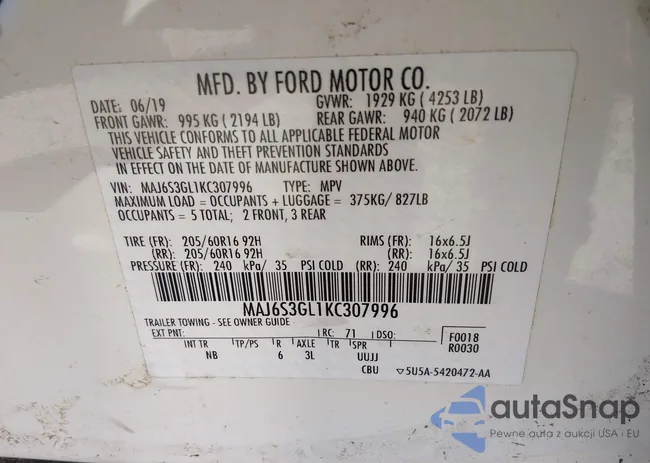 MFD. BY FORD MOTOR CO.
DATE: 06/19 GVWR: 1929 KG ( 4253 LB)
FRONT GAWR: 995 KG ( 2194 LB) REAR GAWR: 940 KG ( 2072 LB)
THIS VEHICLE CONFORMS TO ALL APPLICABLE FEDERAL MOTOR
VEHICLE SAFETY AND THEFT PREVENTION STANDARDS
IN EFFECT ON THE DATE OF MANUFACTURE SHOWN ABOVE.
VIN: MAJ6S3GL1KC307996 TYPE: MPV
MAXIMUM LOAD = OCCUPANTS + LUGGAGE = 375KG/ 827LB
OCCUPANTS = 5 TOTAL; 2 FRONT, 3 REAR
TIRE (FR): 205/60R16 92H RIMS (FR): 16x6.5J
(RR): 205/60R16 92H (RR): 16x6.5J
PRESSURE (FR): 240 kPa/ 35 PSI COLD (RR): 240 kPa/ 35 PSI COLD
MAJ6S3GL1KC307996
TRAILER TOWING - SEE OWNER GUIDE
EXT PNT: RC: 71 DSO: F0018
R0030
INT TR TP/PS R AXLE TR SPR
NB 6 3L UUJJ
CBU ▽5U5A-5420472-AA
autaSnap
Pewne auta z aukcji USA i EU